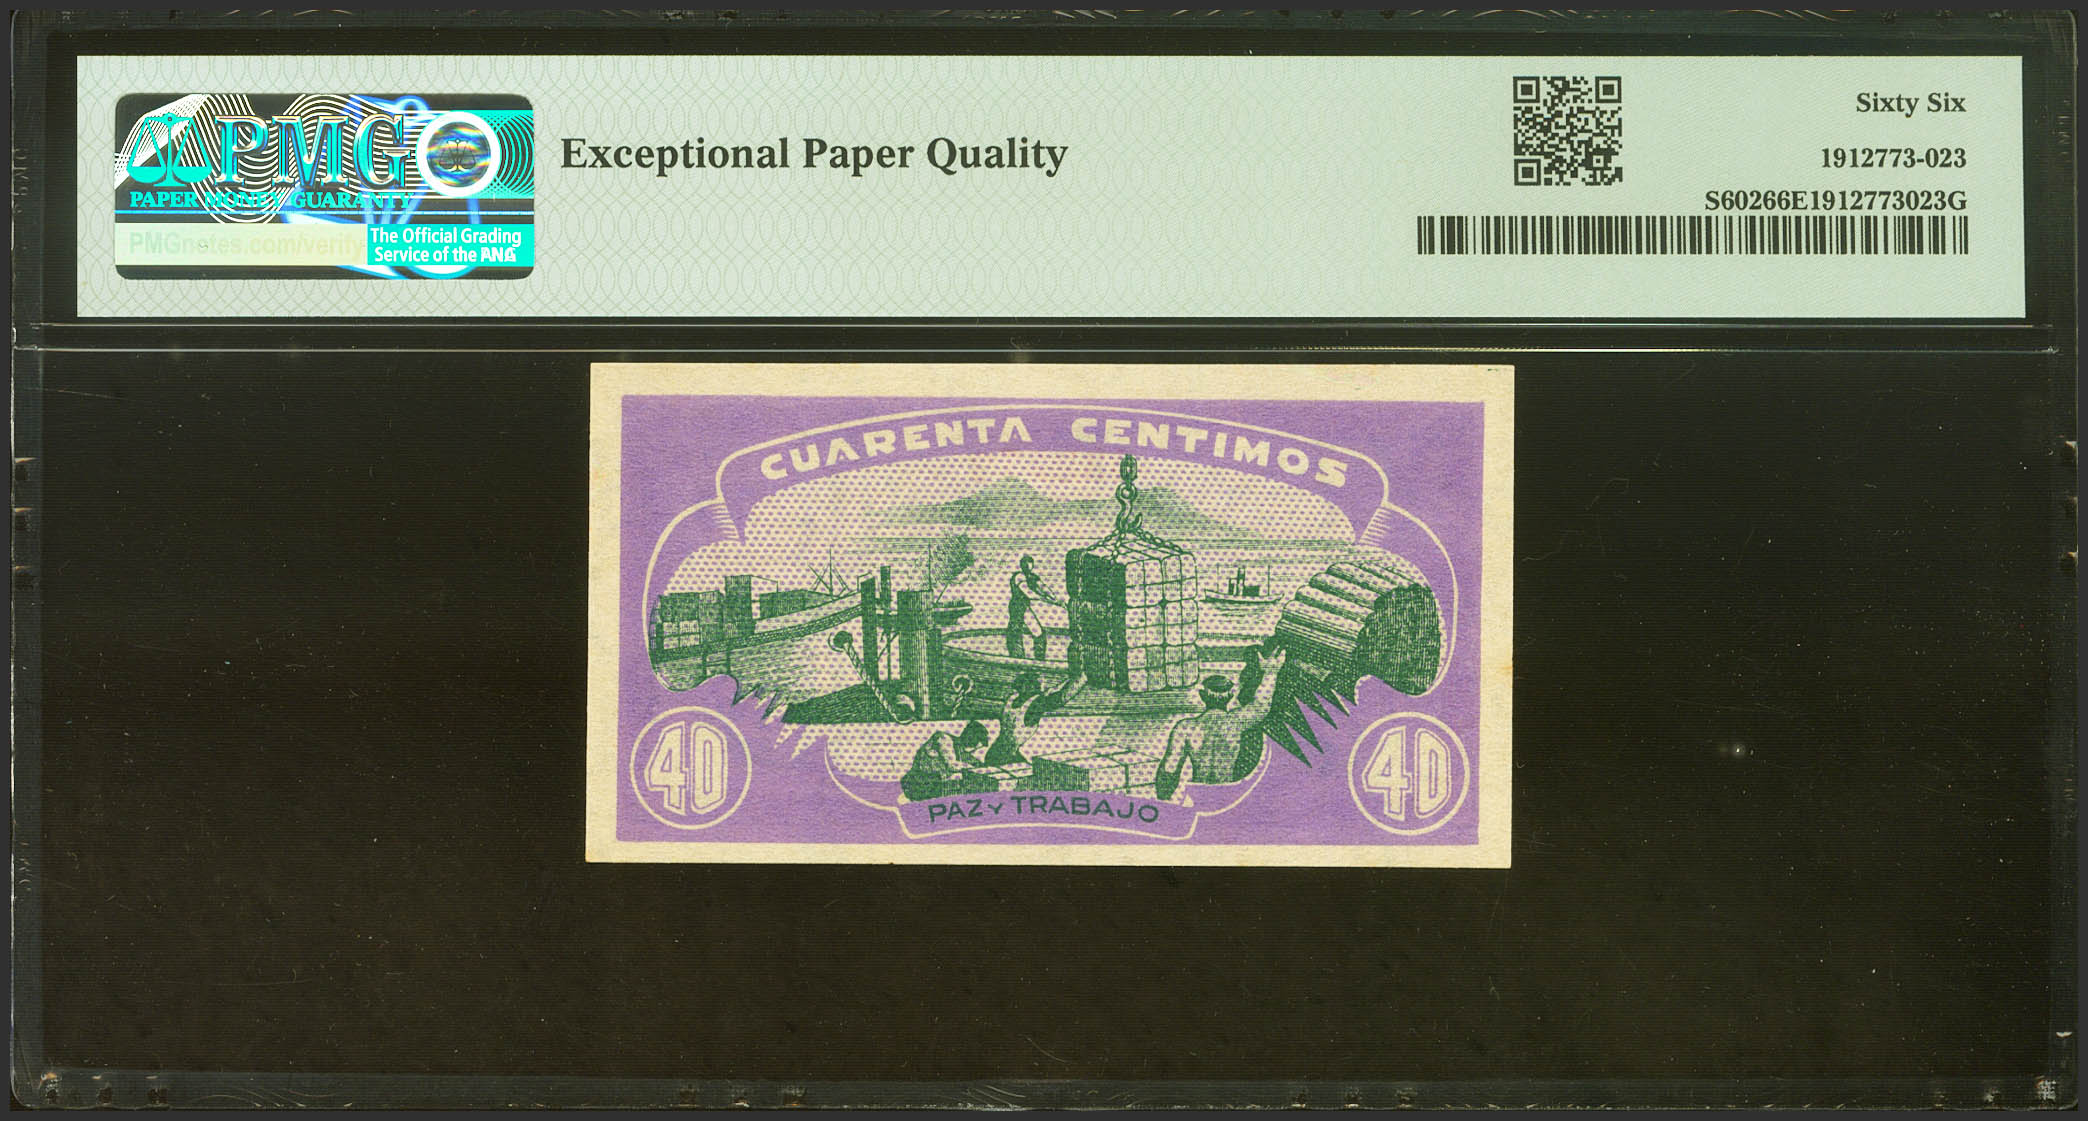 PMG
PAPER MONEY GUARANTY
PMGnotes.com/verify
The Official Grading
Service of the ANA
Exceptional Paper Quality
Sixty Six
1912773-023
S60266E1912773023G
CUARENTA CENTIMOS
40
40
PAZ Y TRABAJO